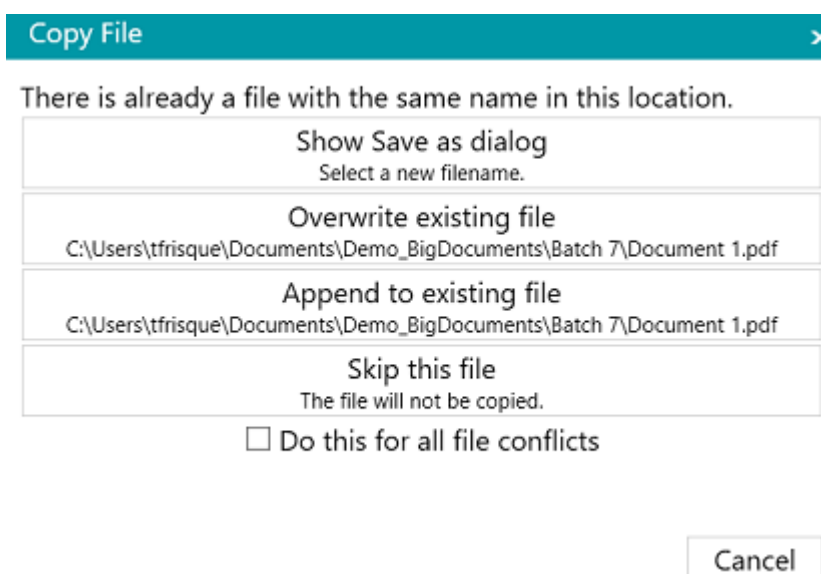 Copy File
There is already a file with the same name in this location.
Show Save as dialog
Select a new filename.
Overwrite existing file
C:\Users\tfrisque\Documents\Demo_BigDocuments\Batch 7\Document 1.pdf
Append to existing file
C:\Users\tfrisque\Documents\Demo_BigDocuments\Batch 7\Document 1.pdf
Skip this file
The file will not be copied.
Do this for all file conflicts
Cancel